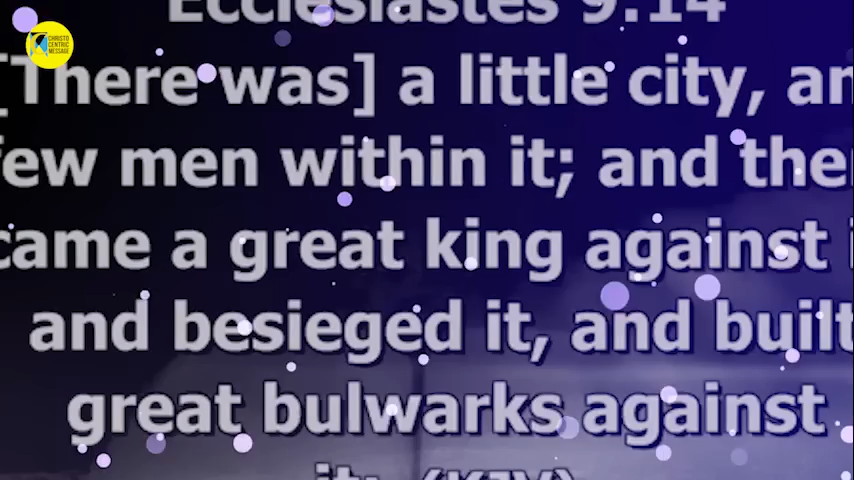 CHRISTO
CENTRIC
MESSAGE
Ecclesiastes 9:14
[There was] a little city, an
few men within it; and the
came a great king against i
and besieged it, and built
great bulwarks against
it: (KJV)